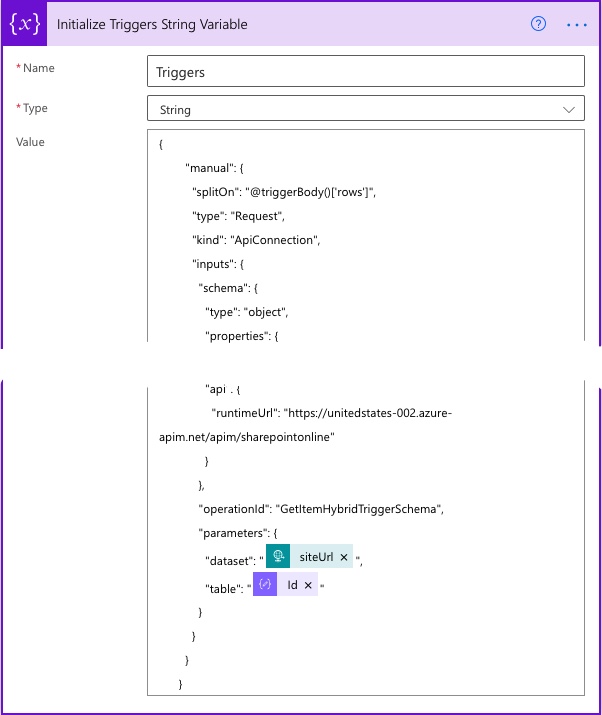 {x} Initialize Triggers String Variable
* Name
Triggers
* Type
String
Value
{
"manual": {
"splitOn": "@triggerBody()['rows']",
"type": "Request",
"kind": "ApiConnection",
"inputs": {
"schema": {
"type": "object",
"properties": {
"api . {
"runtimeUrl": "https://unitedstates-002.azure-
apim.net/apim/sharepointonline"
}
},
"operationId": "GetItemHybridTriggerSchema",
"parameters": {
"dataset": " siteUrl × ",
"table": " Id × "
}
}
}
}